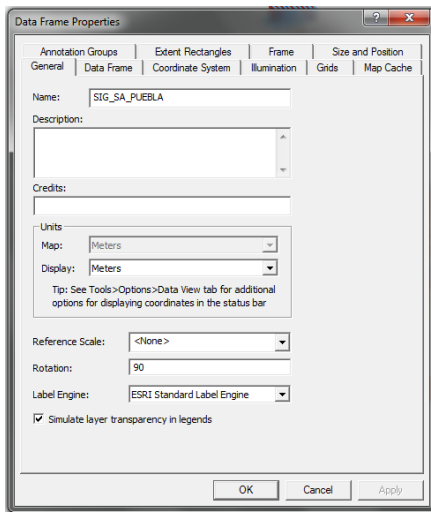 Data Frame Properties
Annotation Groups Extent Rectangles Frame Size and Position
General Data Frame Coordinate System Illumination Grids Map Cache
Name: SIG_SA_PUEBLA
Description:
Credits:
Units
Map: Meters
Display: Meters
Tip: See Tools>Options>Data View tab for additional
options for displaying coordinates in the status bar
Reference Scale: <None>
Rotation: 90
Label Engine: ESRI Standard Label Engine
Simulate layer transparency in legends
OK Cancel Apply